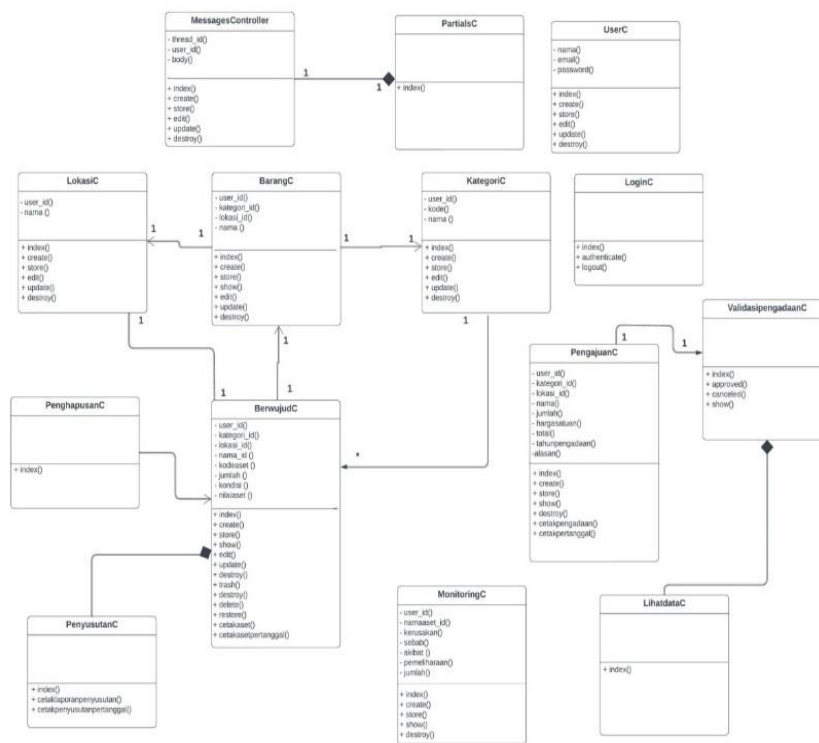 MessagesController
- thread_id()
- user_id()
- body()
+ index()
+ create()
+ store()
+ edit()
+ update()
+ destroy()
1
1
PartialsC
+ index()
UserC
- nama()
- email()
- password()
+ index()
+ create()
+ store()
+ edit()
+ update()
+ destroy()
LokasiC
- user_id()
- nama ()
+ index()
+ create()
+ store()
+ edit()
+ update()
+ destroy()
1
1
BarangC
- user_id()
- kategori_id()
- lokasi_id()
- nama ()
+ index()
+ create()
+ store()
+ show()
+ edit()
+ update()
+ destroy()
1
1
KategoriC
- user_id()
- kode()
- nama ()
+ index()
+ create()
+ store()
+ edit()
+ update()
+ destroy()
LoginC
+ index()
+ authenticate()
+ logout()
1
1
1
1
1
*
PengajuanC
- user_id()
- kategori_id()
- lokasi_id()
- nama()
- jumlah()
- hargasatuan()
- total()
- tahunpengadaan()
-alasan()
+ index()
+ create()
+ store()
+ show()
+ destroy()
+ cetakpengadaan()
+ cetakpertanggal()
1
1
ValidasipengadaanC
+ index()
+ approved()
+ canceled()
+ show()
PenghapusanC
+ index()
BerwujudC
- user_id()
- kategori_id()
- lokasi_id()
- nama_id ()
- kodeaset ()
- jumlah ()
- kondisi ()
- nilaiaset ()
+ index()
+ create()
+ store()
+ show()
+ edit()
+ update()
+ destroy()
+ trash()
+ destroy()
+ delete()
+ restore()
+ cetakaset()
+ cetakasetpertanggal()
PenyusutanC
+ index()
+ cetaklaporanpenyusutan()
+ cetakpenyusutanpertanggal()
MonitoringC
- user_id()
- namaaset_id()
- kerusakan()
- sebab()
- akibat ()
- pemeliharaan()
- jumlah()
+ index()
+ create()
+ store()
+ show()
+ destroy()
LihatdataC
+ index()